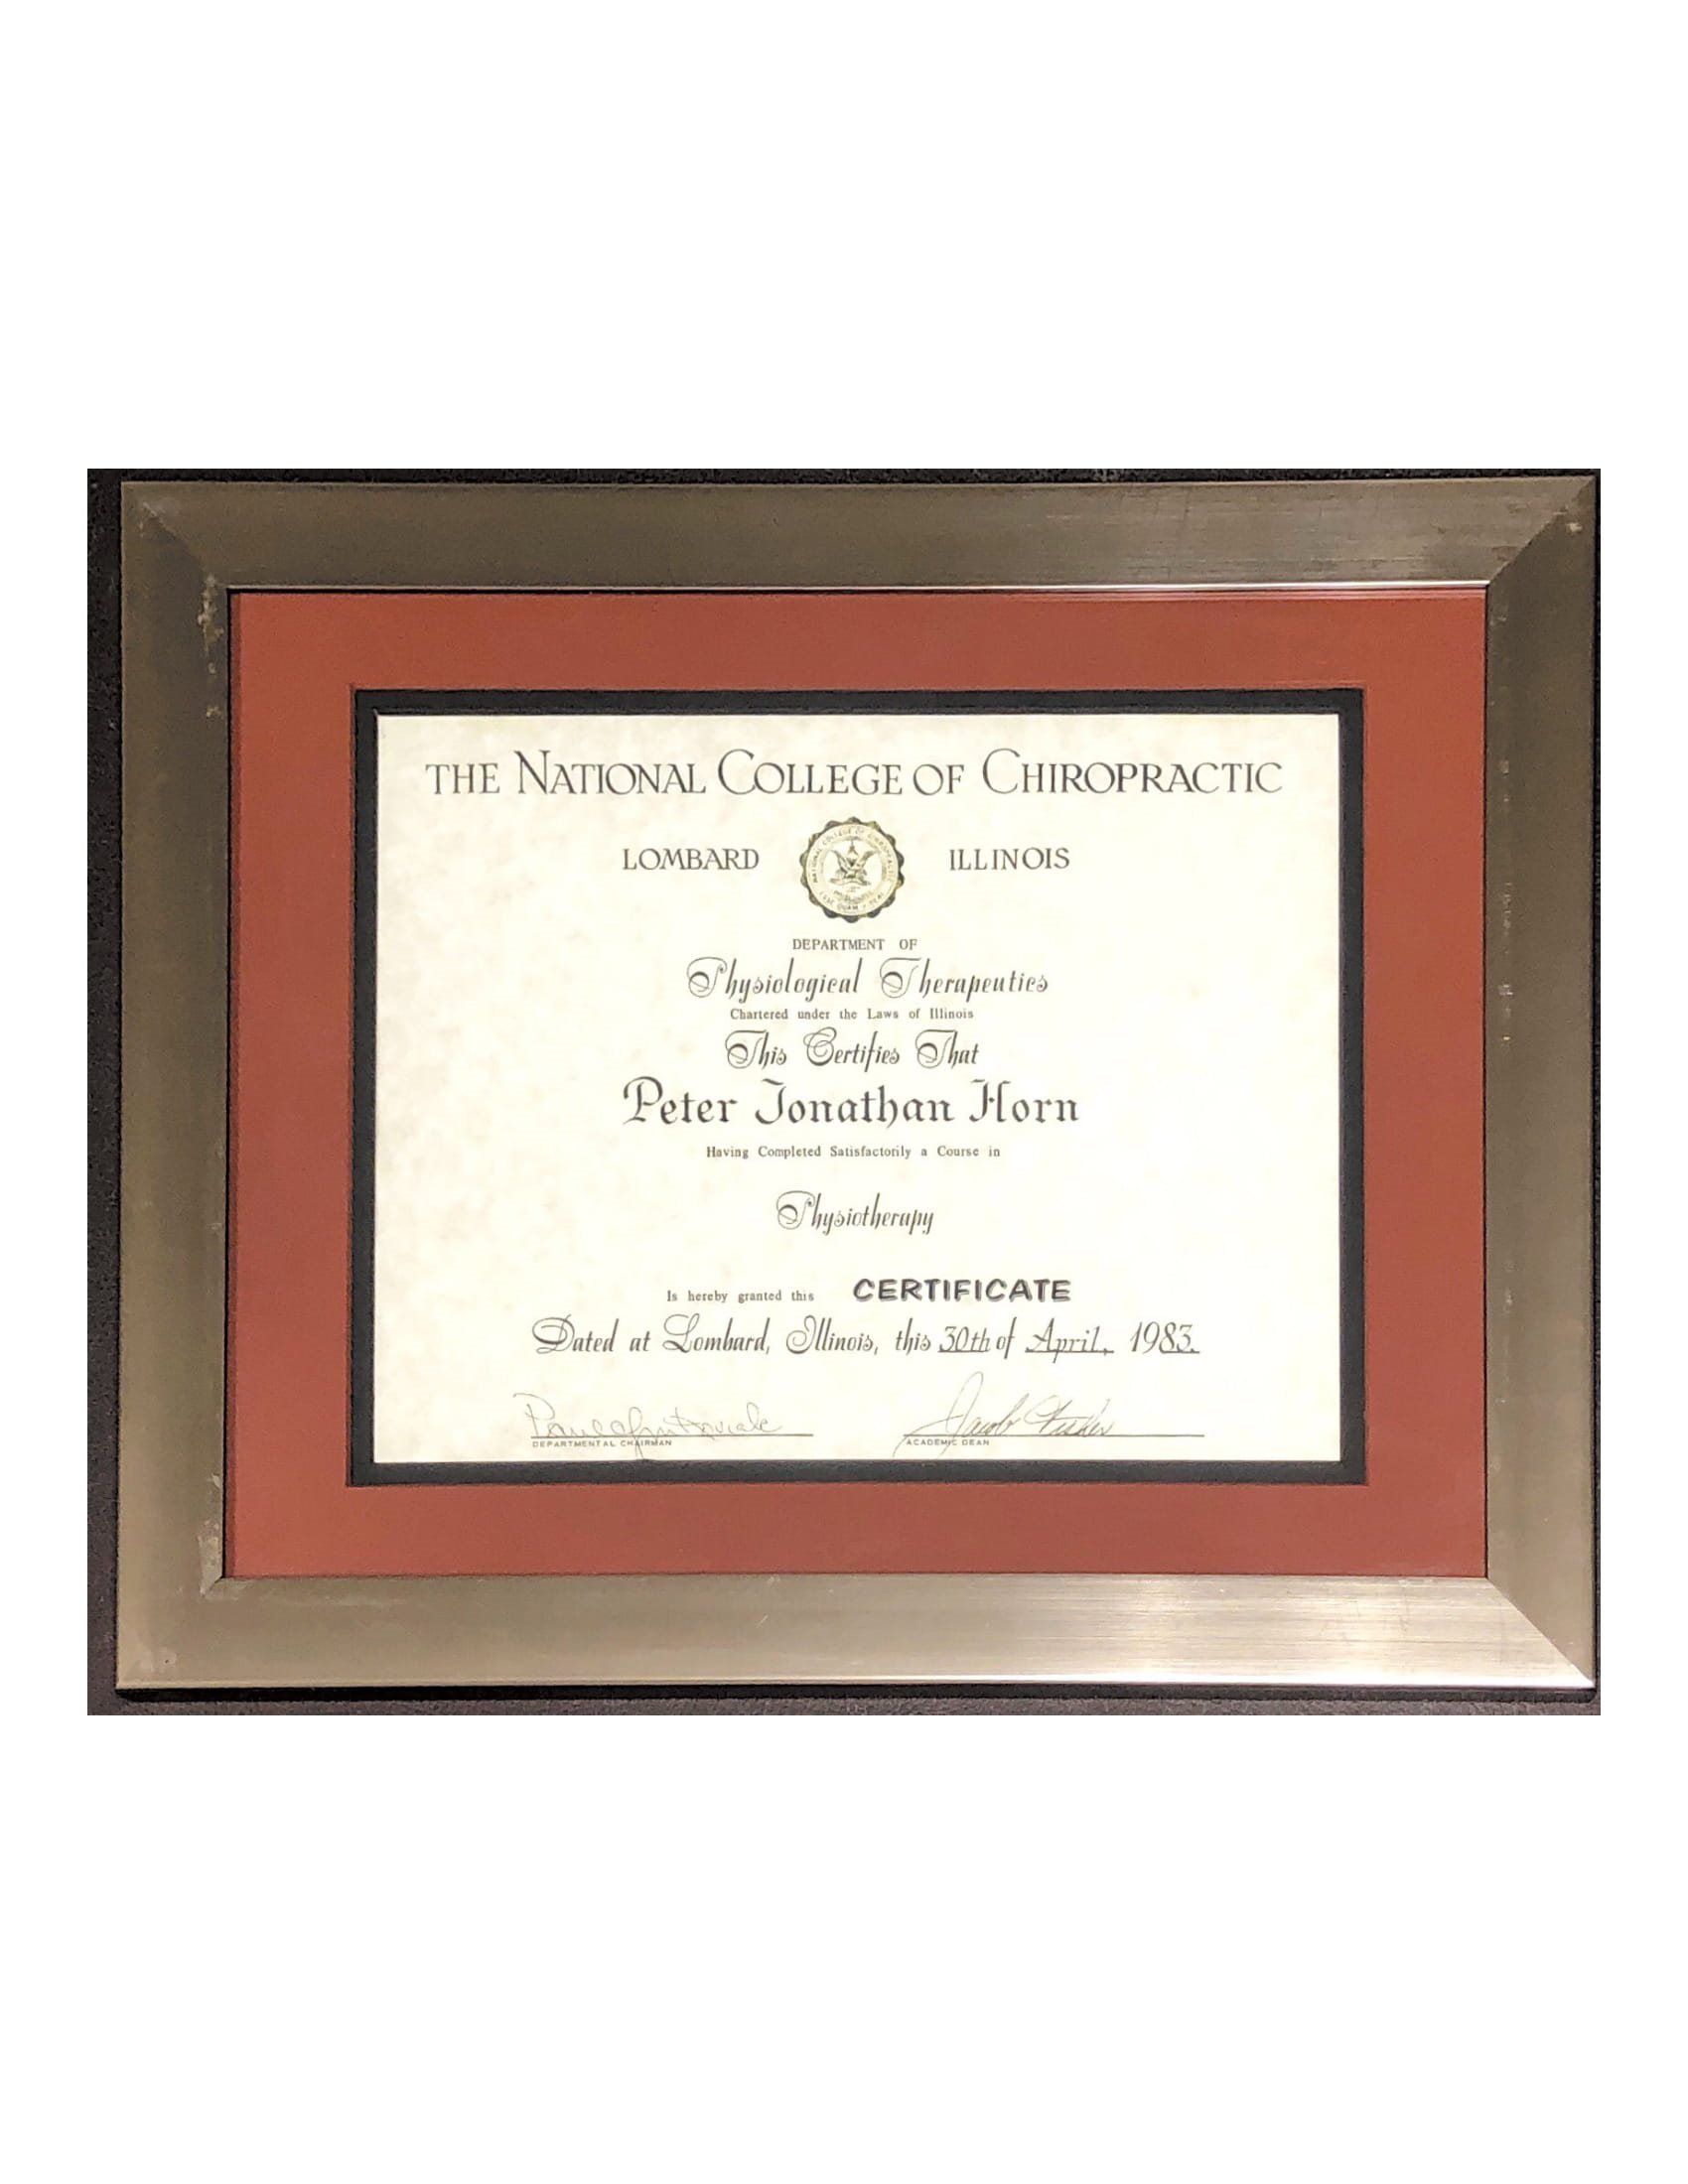 THE NATIONAL COLLEGE OF CHIROPRACTIC
LOMBARD ILLINOIS
DEPARTMENT OF
Physiological Therapeutics
Chartered under the Laws of Illinois
This Certifies That
Peter Jonathan Horn
Having Completed Satisfactorily a Course in
Physiotherapy
Is hereby granted this CERTIFICATE
Dated at Lombard, Illinois, this 30th of April, 1983.
Jacob Fisher
DEPARTMENTAL CHAIRMAN ACADEMIC DEAN